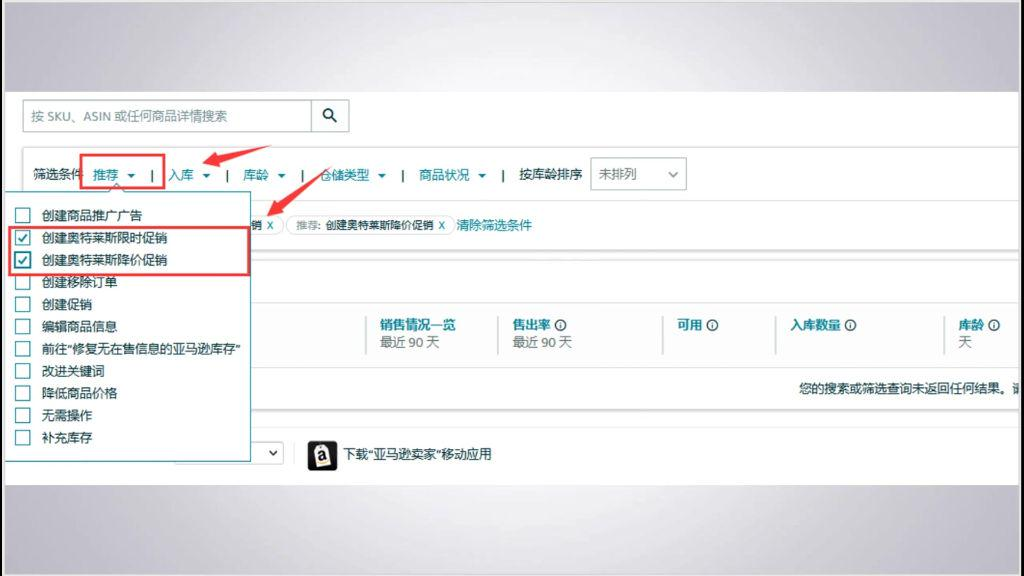 按 SKU、ASIN 或任何商品详情搜索
筛选条件 推荐 | 入库 | 库龄 | 仓储类型 | 商品状况 | 按库龄排序 未排列
销 x 推荐: 创建奥特莱斯降价促销 x 清除筛选条件
创建商品推广广告
创建奥特莱斯限时促销
创建奥特莱斯降价促销
创建移除订单
创建促销
编辑商品信息
前往“修复无在售信息的亚马逊库存”
改进关键词
降低商品价格
无需操作
补充库存
销售情况一览 售出率 可用 入库数量 库龄
最近 90 天 最近 90 天 天
您的搜索或筛选查询未返回任何结果。
a 下载“亚马逊卖家”移动应用